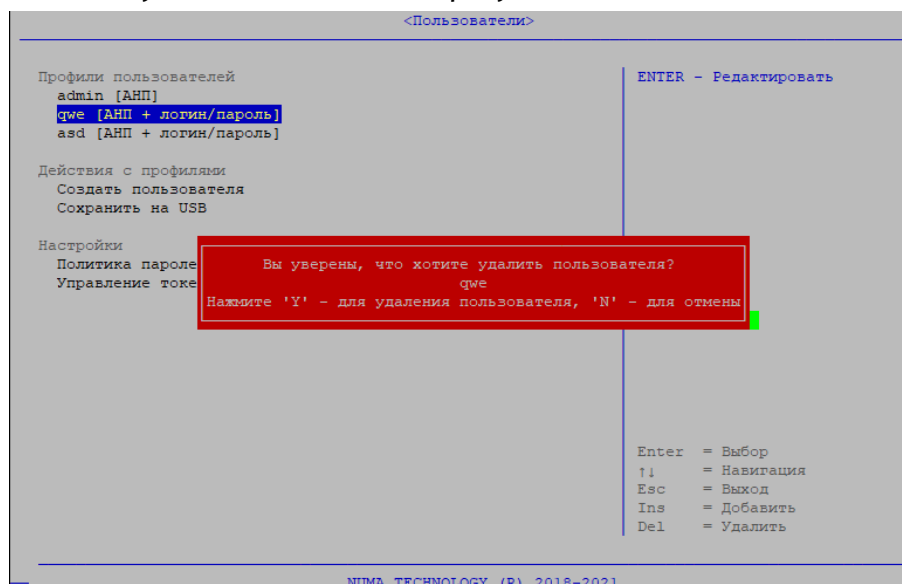 <Пользователи>
Профили пользователей
admin [АНП]
qwe [АНП + логин/пароль]
asd [АНП + логин/пароль]
Действия с профилями
Создать пользователя
Сохранить на USB
Настройки
Политика пароле
Управление токе
Вы уверены, что хотите удалить пользователя?
qwe
Нажмите 'Y' - для удаления пользователя, 'N' - для отмены
ENTER - Редактировать
Enter = Выбор
↑↓ = Навигация
Esc = Выход
Ins = Добавить
Del = Удалить
NUMA TECHNOLOGY (R) 2018-2021